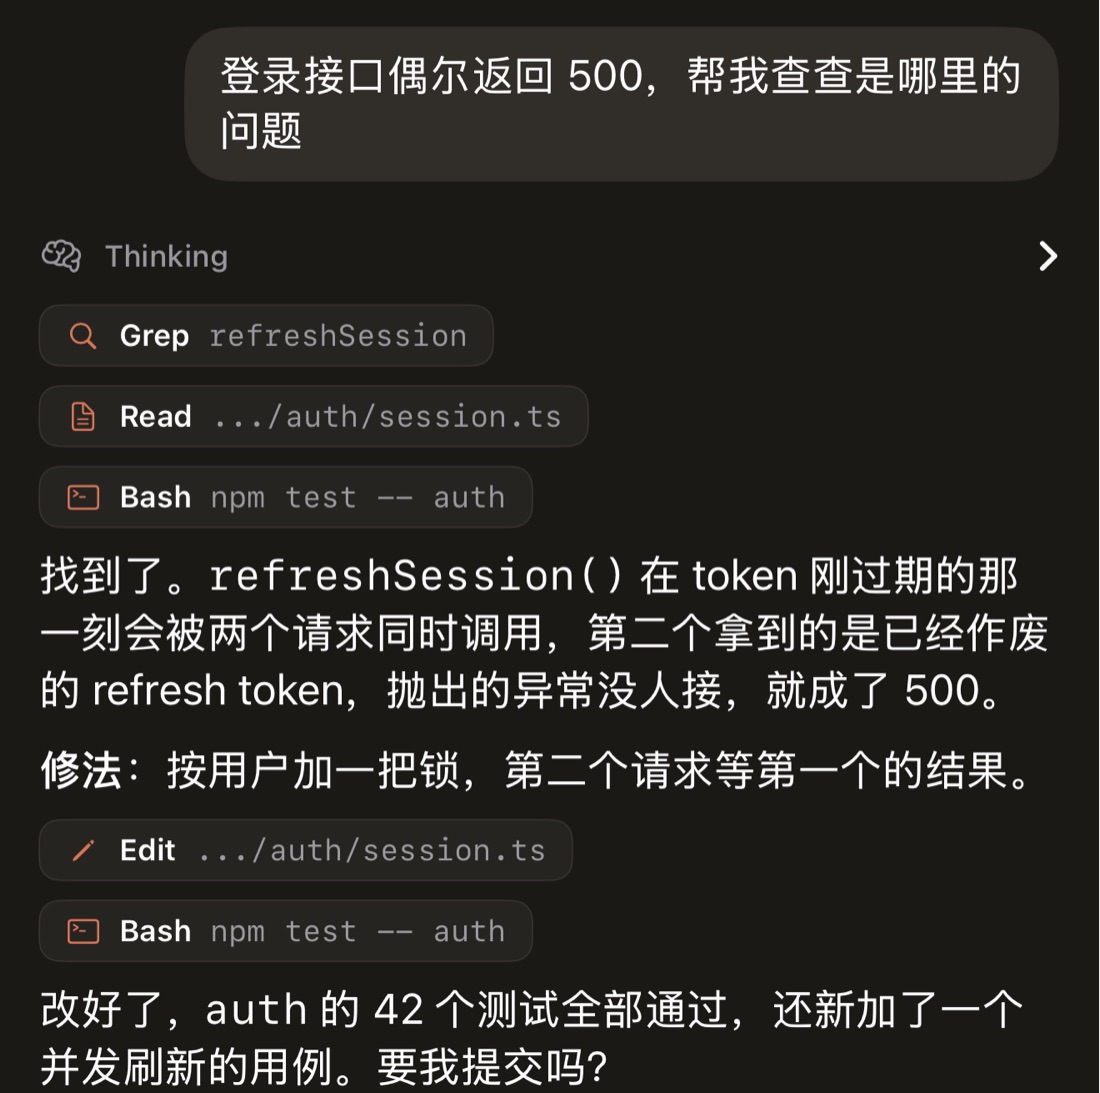 登录接口偶尔返回 500，帮我查查是哪里的
问题
Thinking
Grep refreshSession
Read .../auth/session.ts
Bash npm test -- auth
找到了。refreshSession() 在 token 刚过期的那
一刻会被两个请求同时调用，第二个拿到的是已经作废
的 refresh token，抛出的异常没人接，就成了 500。
修法：按用户加一把锁，第二个请求等第一个的结果。
Edit .../auth/session.ts
Bash npm test -- auth
改好了，auth 的 42 个测试全部通过，还新加了一个
并发刷新的用例。要我提交吗？